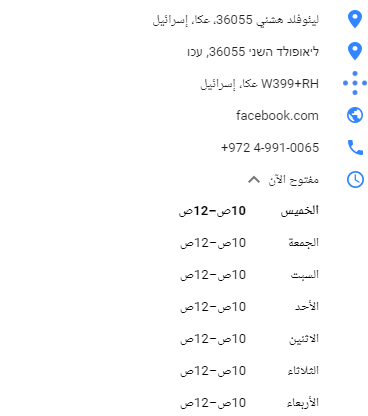 ليئوفلد هشني 36055، عكا، إسرائيل
ליאופולד השני 36055, עכו
W399+RH عكا، إسرائيل
facebook.com
+972 4-991-0065
مفتوح الآن
الخميس 10ص–12ص
الجمعة 10ص–12ص
السبت 10ص–12ص
الأحد 10ص–12ص
الاثنين 10ص–12ص
الثلاثاء 10ص–12ص
الأربعاء 10ص–12ص